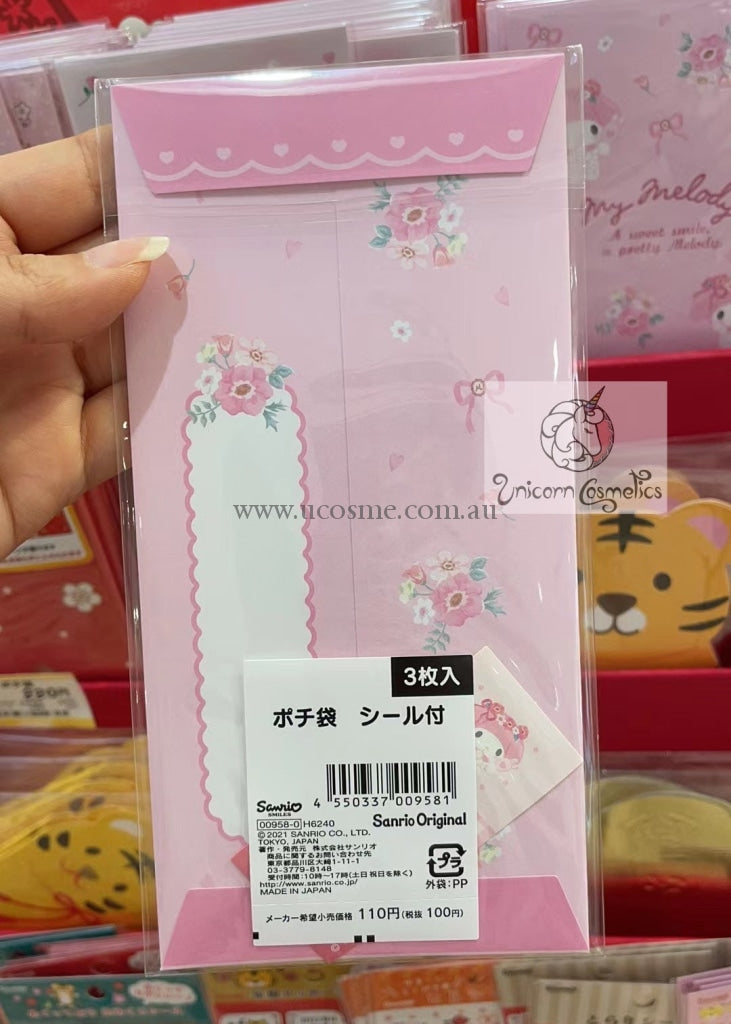 My Melody
A sweet smile,
a pretty Melody.
Unicorn Cosmetics
www.ucosme.com.au
3枚入
ポチ袋 シール付
4 550337 009581
Sanrio
SMILES
00958-0 H6240
Sanrio Original
© 2021 SANRIO CO., LTD.
TOKYO, JAPAN
著作・発売元 株式会社サンリオ
商品に関するお問い合わせ先
東京都品川区大崎1-11-1
03-3779-8148
受付時間:10時~17時(土日 祝日を除く)
http://www.sanrio.co.jp/
MADE IN JAPAN
プラ
外袋:PP
メーカー希望小売価格 110円(税抜 100円)